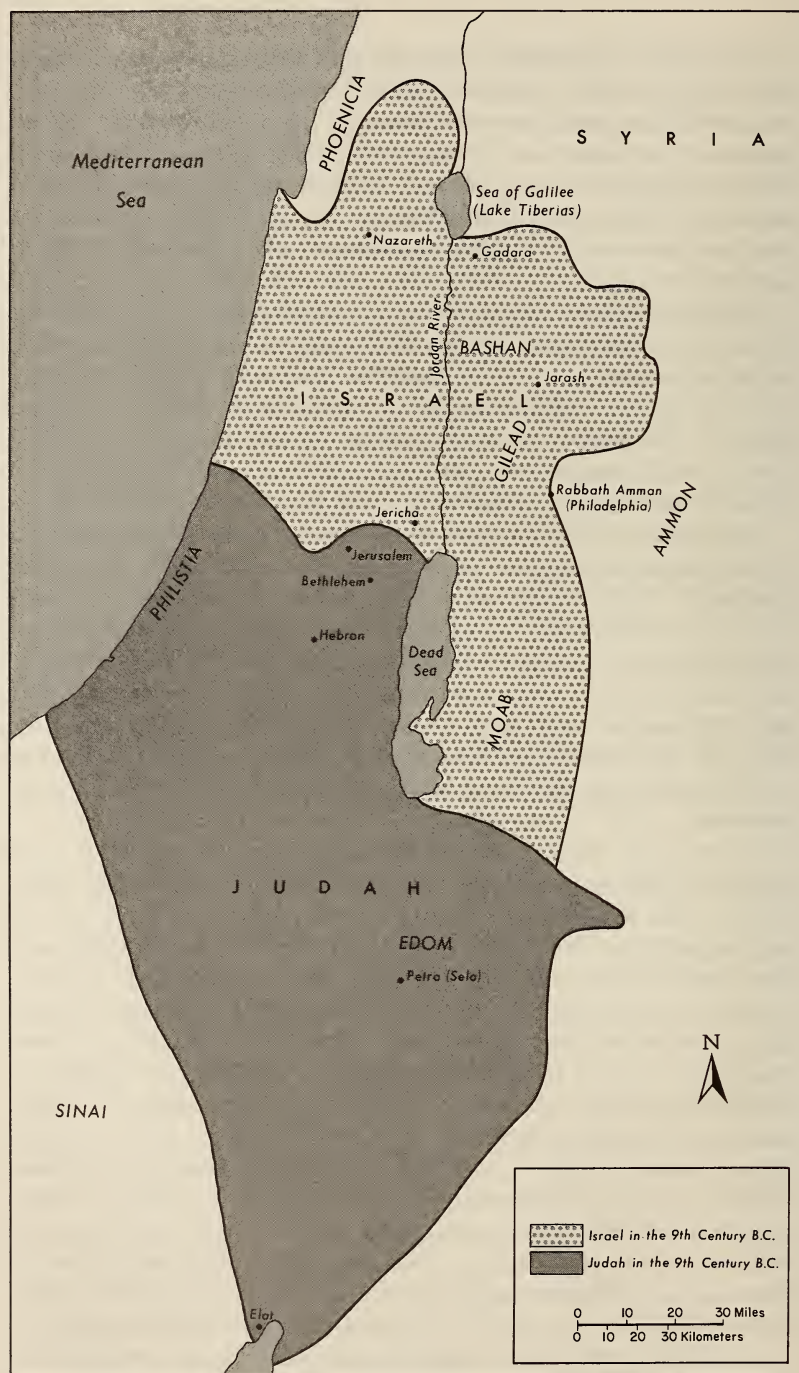 PHOENICIA
S Y R I A
Mediterranean
Sea
Sea of Galilee
(Lake Tiberias)
Nazareth
Gadara
Jordan River
BASHAN
Jarash
I S R A E L
GILEAD
Rabbath Amman
(Philadelphia)
AMMON
Jericha
Jerusalem
PHILISTIA
Bethlehem
Hebron
Dead
Sea
MOAB
J U D A H
EDOM
Petra (Sela)
N
SINAI
Israel in the 9th Century B.C.
Judah in the 9th Century B.C.
Elat
0 10 20 30 Miles
0 10 20 30 Kilometers